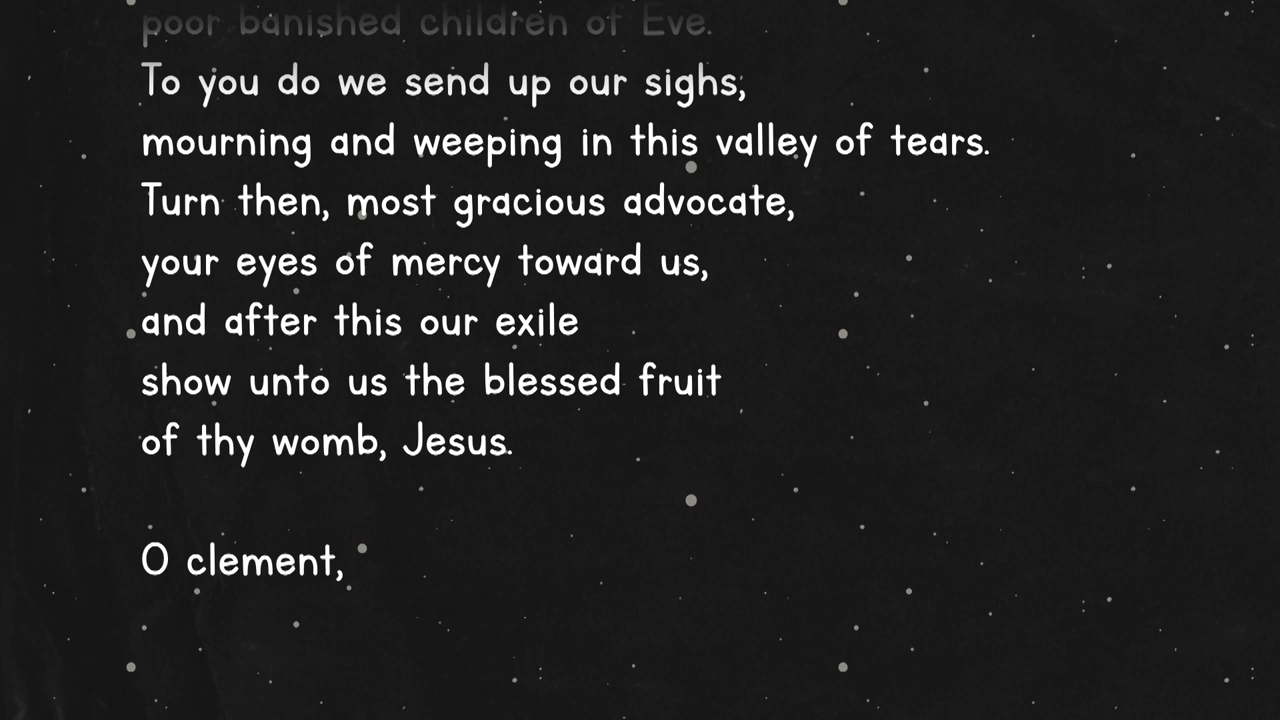 poor banished children of Eve.
To you do we send up our sighs,
mourning and weeping in this valley of tears.
Turn then, most gracious advocate,
your eyes of mercy toward us,
and after this our exile
show unto us the blessed fruit
of thy womb, Jesus.
O clement,